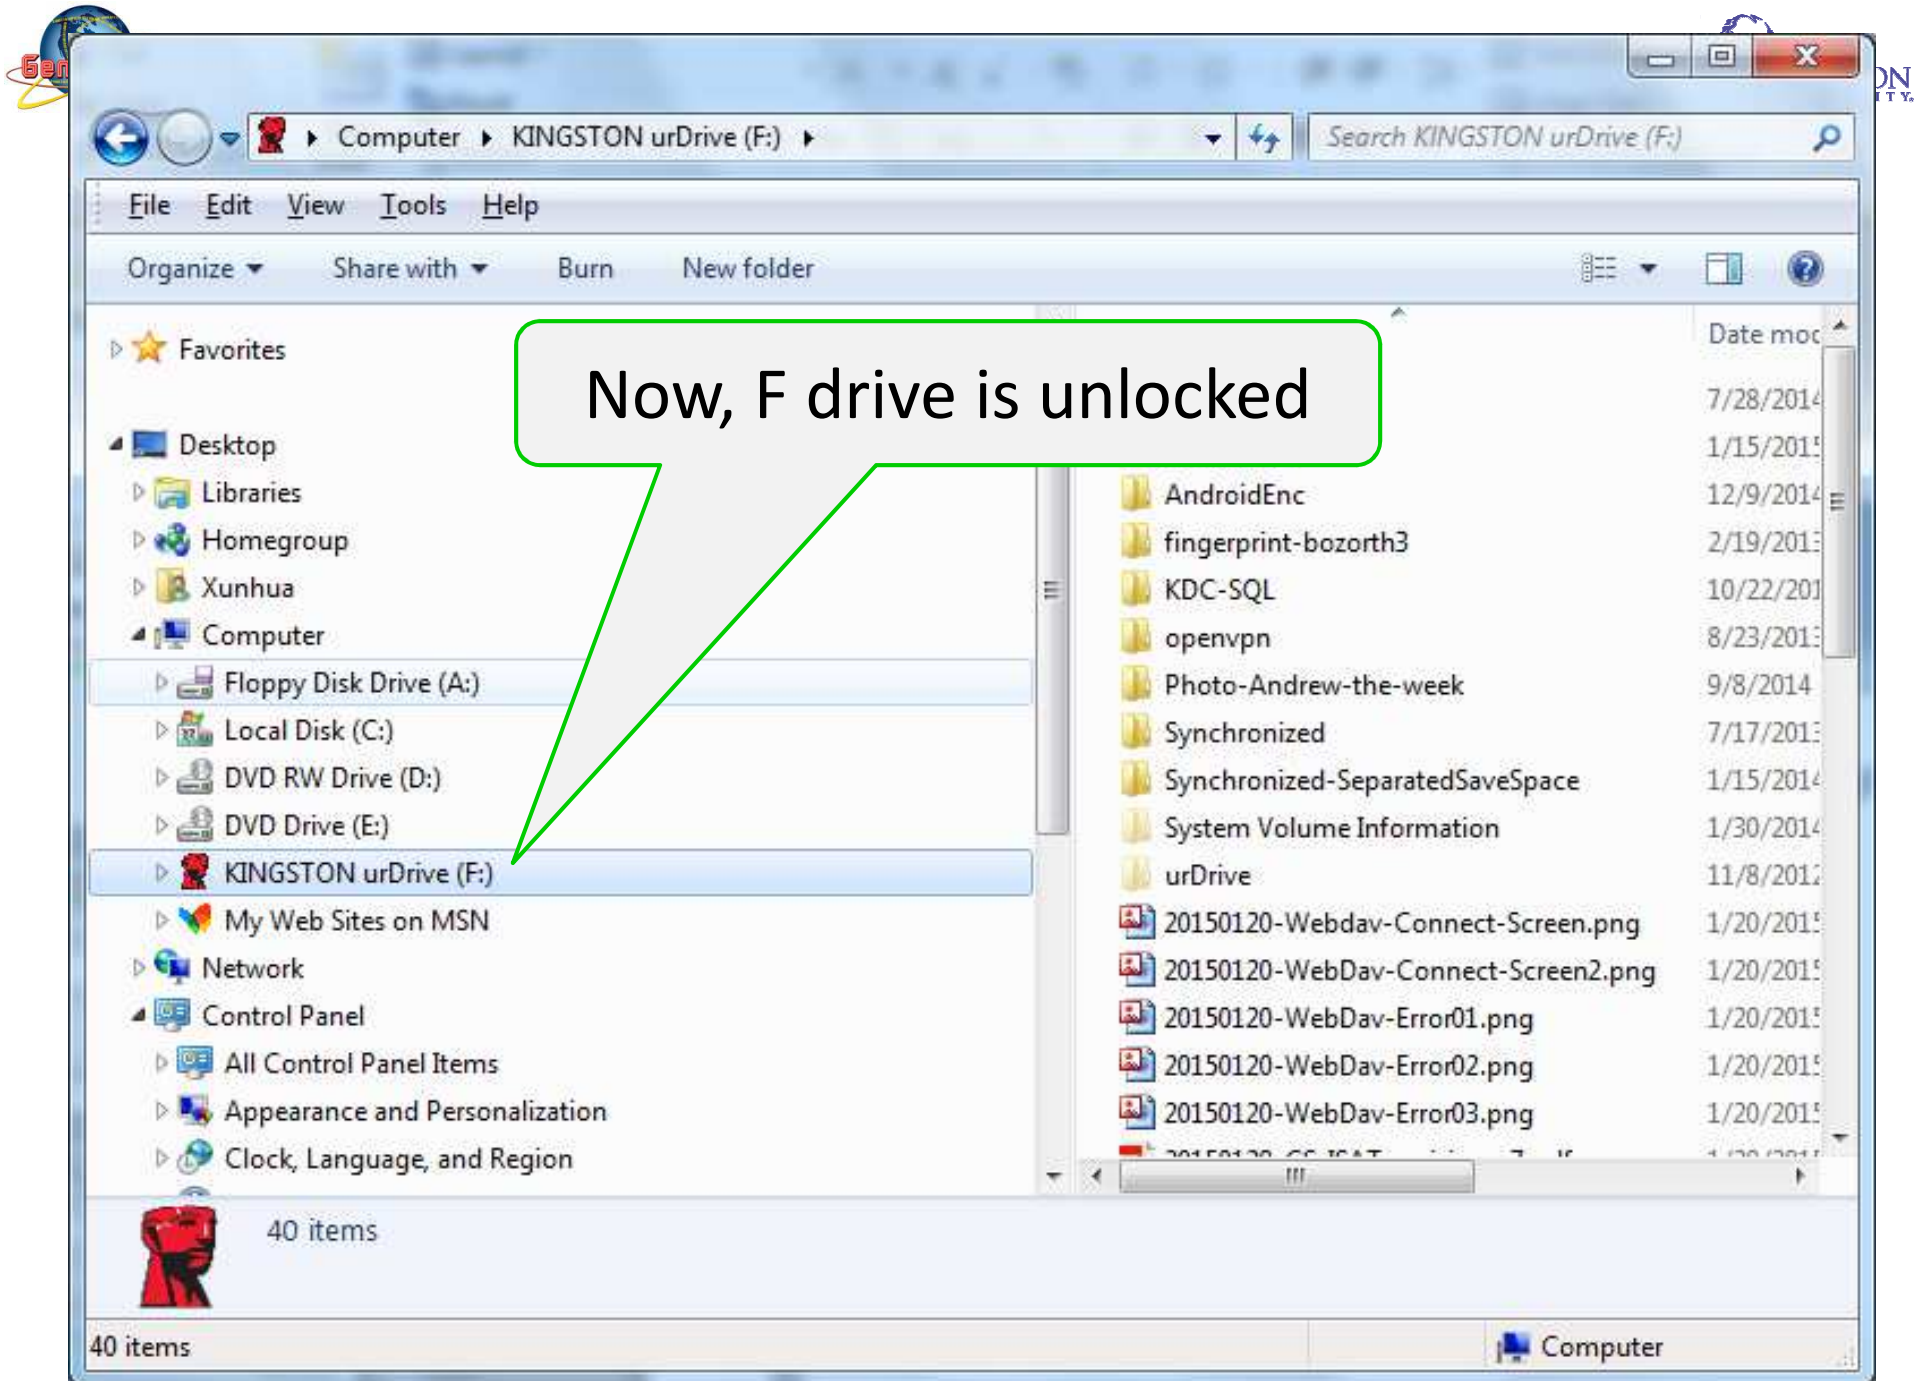 Gen
ON
ITY.
Computer KINGSTON urDrive (F:)
Search KINGSTON urDrive (F:)
File Edit View Tools Help
Organize Share with Burn New folder
Now, F drive is unlocked
Favorites
Desktop
Libraries
Homegroup
Xunhua
Computer
Floppy Disk Drive (A:)
Local Disk (C:)
DVD RW Drive (D:)
DVD Drive (E:)
KINGSTON urDrive (F:)
My Web Sites on MSN
Network
Control Panel
All Control Panel Items
Appearance and Personalization
Clock, Language, and Region
Date mod
7/28/2014
1/15/2015
AndroidEnc 12/9/2014
fingerprint-bozorth3 2/19/2013
KDC-SQL 10/22/201
openvpn 8/23/2013
Photo-Andrew-the-week 9/8/2014
Synchronized 7/17/2013
Synchronized-SeparatedSaveSpace 1/15/2014
System Volume Information 1/30/2014
urDrive 11/8/2012
20150120-Webdav-Connect-Screen.png 1/20/2015
20150120-WebDav-Connect-Screen2.png 1/20/2015
20150120-WebDav-Error01.png 1/20/2015
20150120-WebDav-Error02.png 1/20/2015
20150120-WebDav-Error03.png 1/20/2015
40 items
40 items
Computer